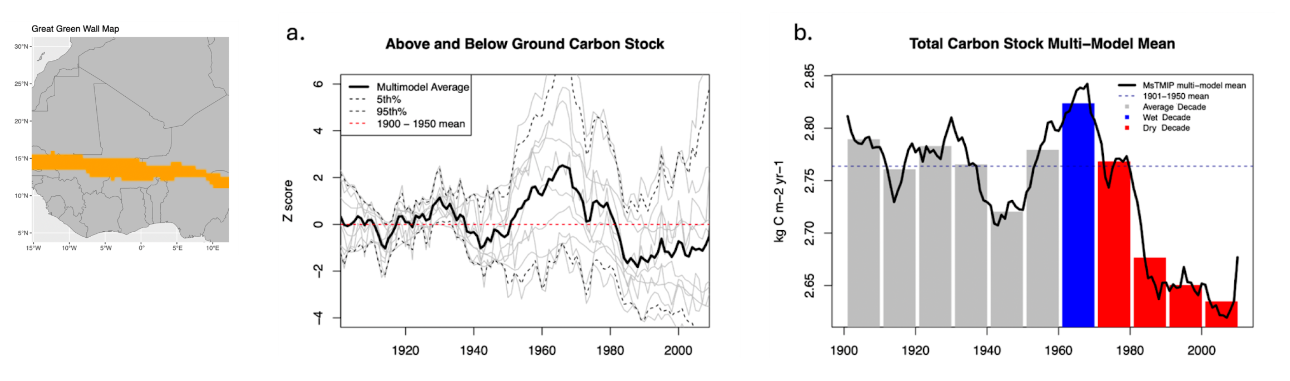 Great Green Wall Map
30°N
25°N
20°N
15°N
10°N
5°N
15°W
10°W
5°W
0°
5°E
10°E
a.
Above and Below Ground Carbon Stock
Z score
6
4
2
0
−2
−4
Multimodel Average
5th%
95th%
1900 − 1950 mean
1920
1940
1960
1980
2000
b.
Total Carbon Stock Multi−Model Mean
kg C m−2 yr−1
2.85
2.80
2.75
2.70
2.65
MsTMIP multi−model mean
1901−1950 mean
Average Decade
Wet Decade
Dry Decade
1900
1920
1940
1960
1980
2000